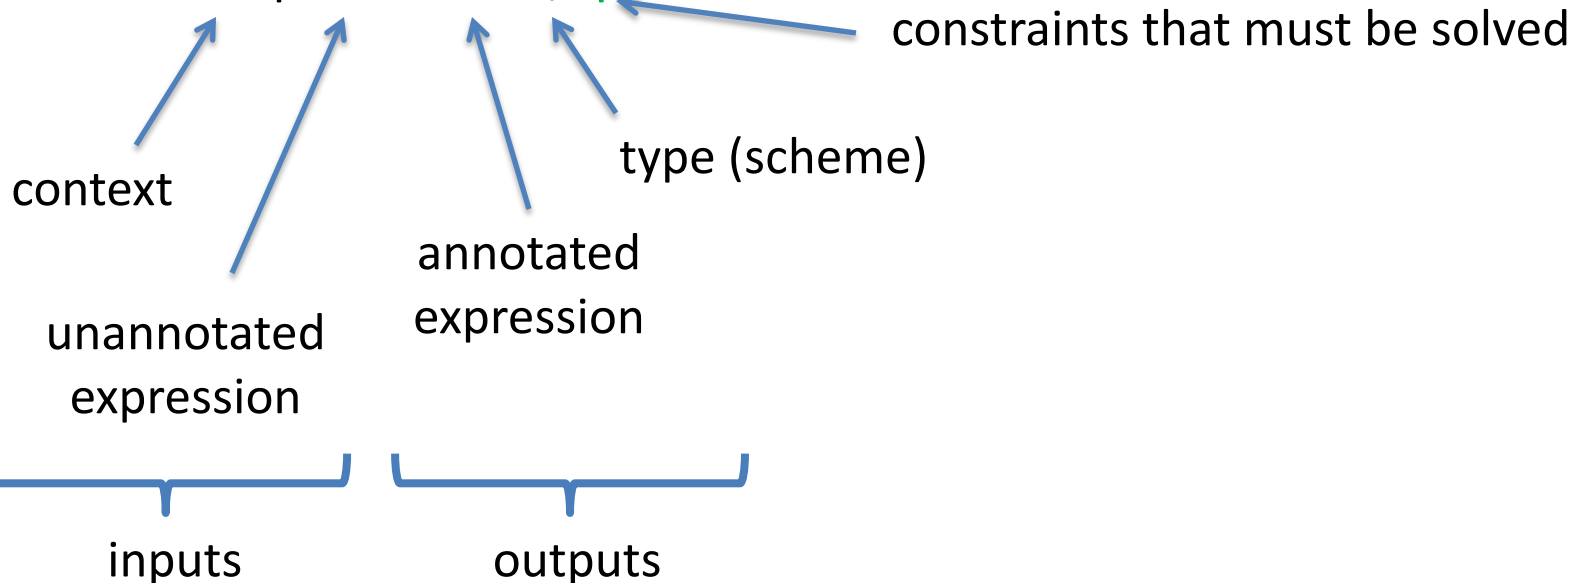 constraints that must be solved
type (scheme)
context
annotated
expression
unannotated
expression
inputs
outputs